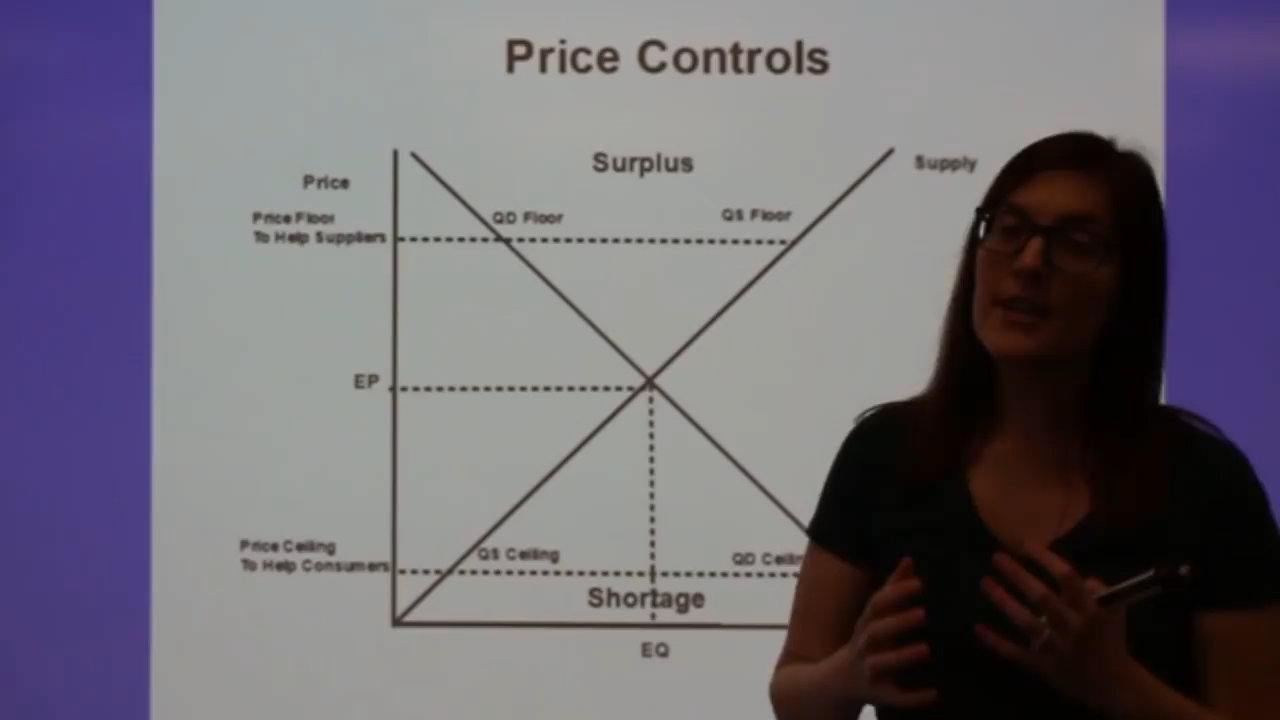 Price Controls
Surplus
Supply
Price
Price Floor
To Help Suppliers
QD Floor
QS Floor
EP
Price Ceiling
To Help Consumers
QS Ceiling
QD
Shortage
EQ